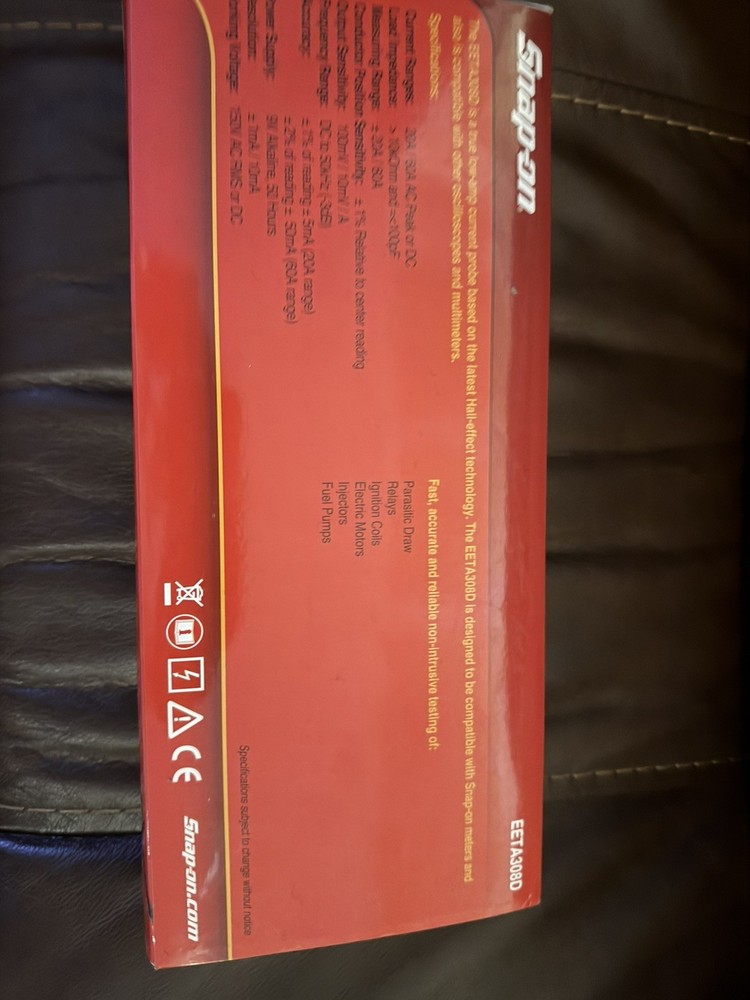 Snap-on
EETA308D
The EETA308D is a true low-amp current probe based on the latest Hall-effect technology. The EETA308D is designed to be compatible with Snap-on meters and
also is compatible with other oscilloscopes and multimeters.
Specifications:
Current Ranges: 20A / 60A AC Peak or DC
Load Impedance: > 10kOhm and =<100pF
Measuring Range: ± 20A / 60A
Conductor Position Sensitivity: ± 1% Relative to center reading
Output Sensitivity: 100mV / 10mV / A
Frequency Range: DC to 50kHz (-3dB)
Accuracy: ± 1% of reading ± 5mA (20A range)
± 2% of reading ± 50mA (60A range)
Power Supply: 9V Alkaline, 50 Hours
Resolution: ± 1mA / 10mA
Working Voltage: 150V AC RMS or DC
Fast, accurate and reliable non-intrusive testing of:
Parasitic Draw
Relays
Ignition Coils
Electric Motors
Injectors
Fuel Pumps
Specifications subject to change without notice
CE
Snap-on.com